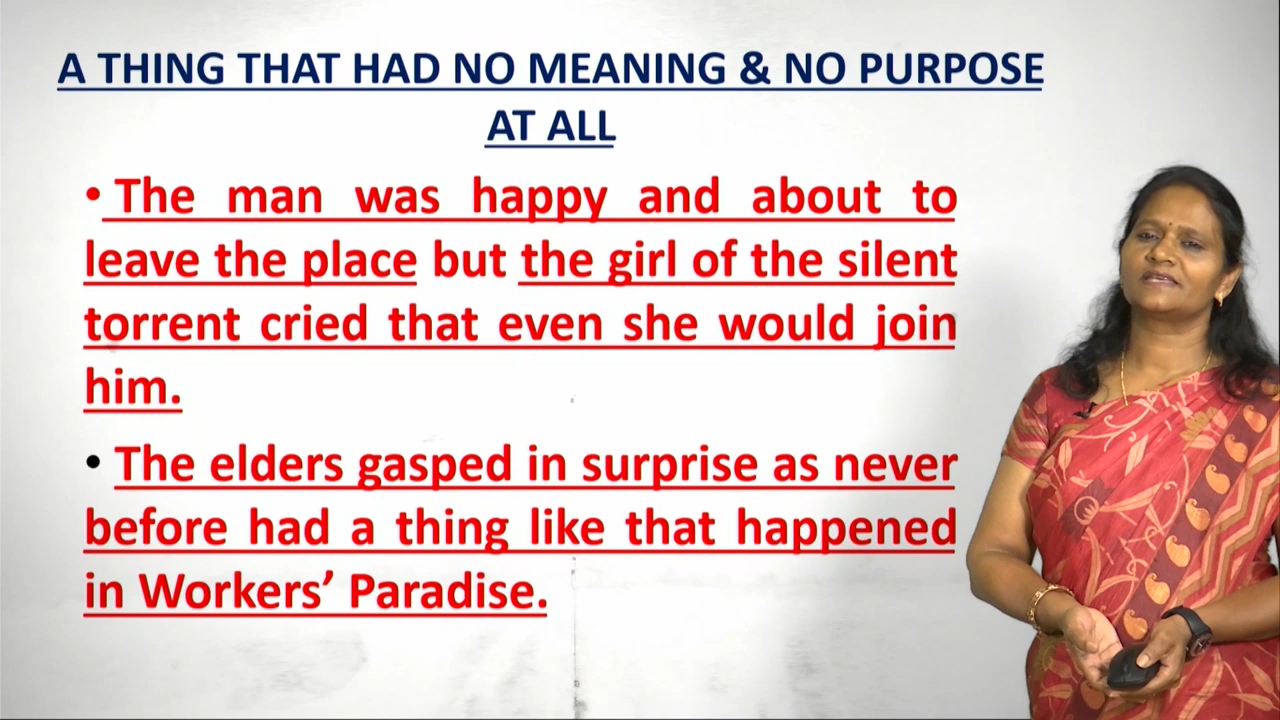 A THING THAT HAD NO MEANING & NO PURPOSE
AT ALL
• The man was happy and about to
leave the place but the girl of the silent
torrent cried that even she would join
him.
• The elders gasped in surprise as never
before had a thing like that happened
in Workers’ Paradise.